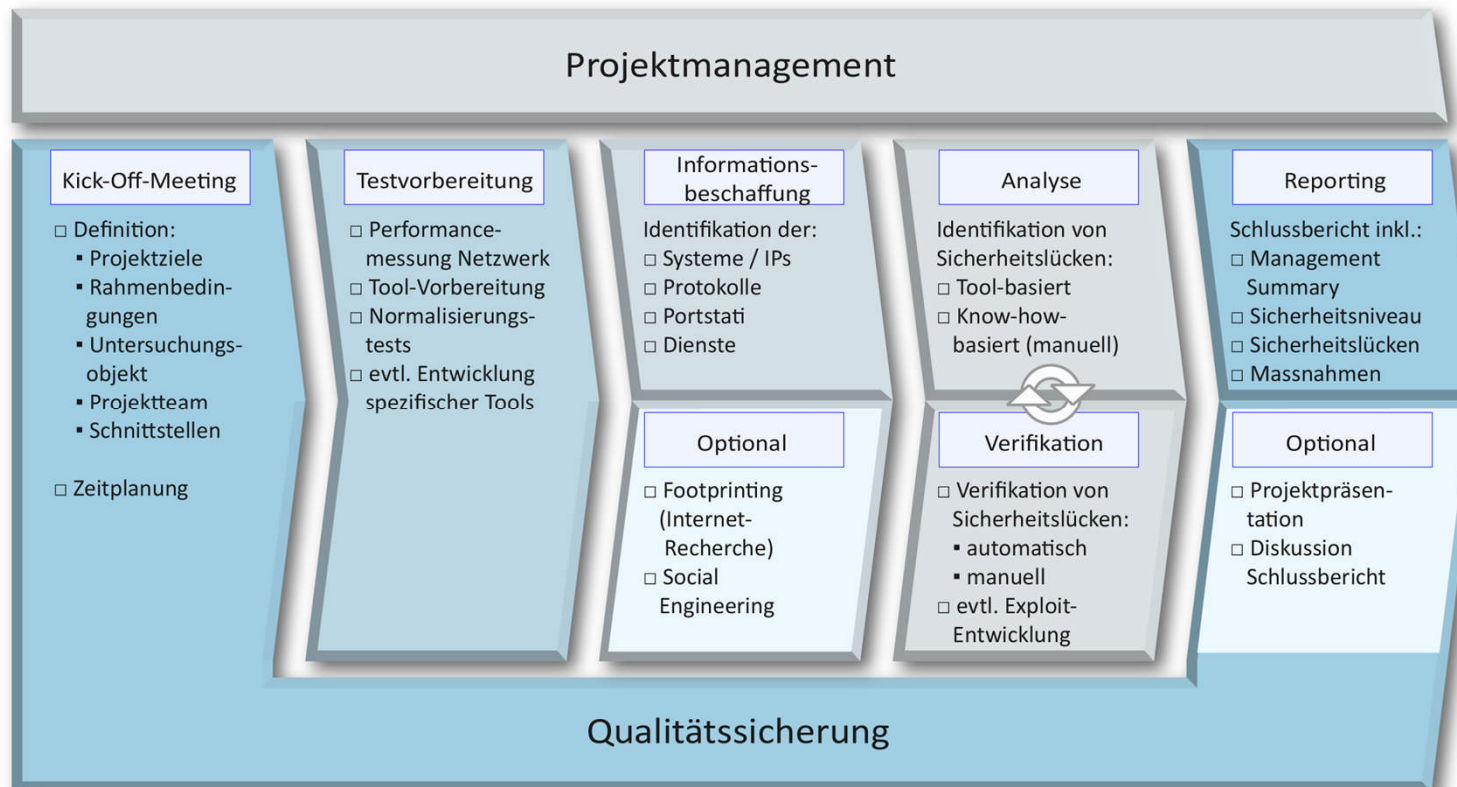 Projektmanagement
Kick-Off-Meeting
□ Definition:
▪ Projektziele
▪ Rahmenbedin-
gungen
▪ Untersuchungs-
objekt
▪ Projektteam
▪ Schnittstellen
□ Zeitplanung
Testvorbereitung
□ Performance-
messung Netzwerk
□ Tool-Vorbereitung
□ Normalisierungs-
tests
□ evtl. Entwicklung
spezifischer Tools
Informations-
beschaffung
Identifikation der:
□ Systeme / IPs
□ Protokolle
□ Portstati
□ Dienste
Optional
□ Footprinting
(Internet-
Recherche)
□ Social
Engineering
Analyse
Identifikation von
Sicherheitslücken:
□ Tool-basiert
□ Know-how-
basiert (manuell)
Verifikation
□ Verifikation von
Sicherheitslücken:
▪ automatisch
▪ manuell
□ evtl. Exploit-
Entwicklung
Reporting
Schlussbericht inkl.:
□ Management
Summary
□ Sicherheitsniveau
□ Sicherheitslücken
□ Massnahmen
Optional
□ Projektpräsen-
tation
□ Diskussion
Schlussbericht
Qualitätssicherung